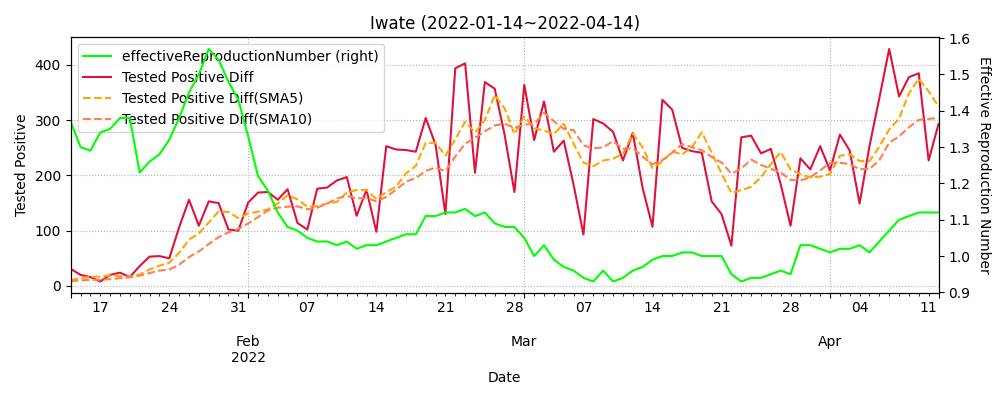 Iwate (2022-01-14~2022-04-14)
effectiveReproductionNumber (right)
Tested Positive Diff
Tested Positive Diff(SMA5)
Tested Positive Diff(SMA10)
Tested Positive
400
300
200
100
0
1.6
1.5
1.4
1.3
1.2
1.1
1.0
0.9
Effective Reproduction Number
17 24 31 07 14 21 28 07 14 21 28 04 11
Feb Mar Apr
2022
Date